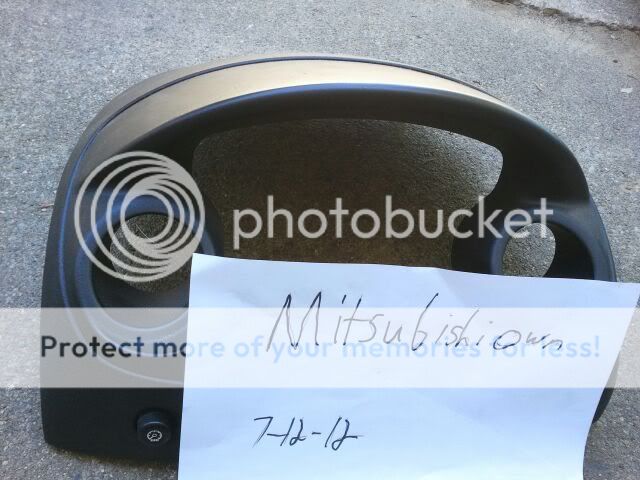 photobucket
Mitsubishiown
Protect more of your memories for less!
7-12-12